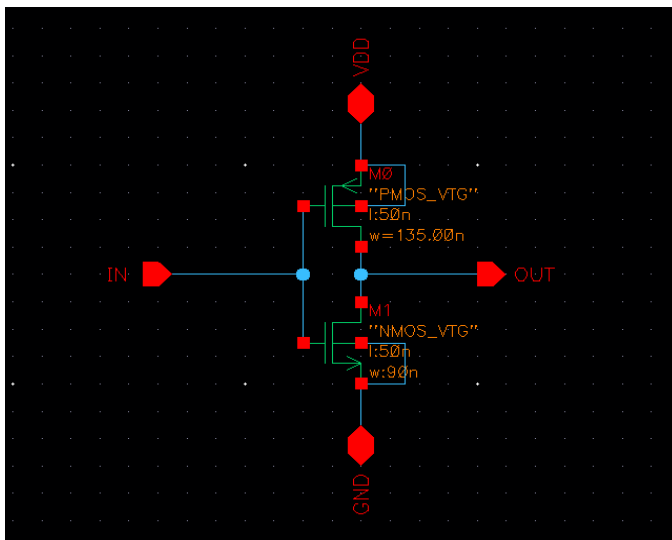 VDD
M0
"PMOS_VTG"
l:50n
w=135.00n
IN
OUT
M1
"NMOS_VTG"
l:50n
w:90n
GND